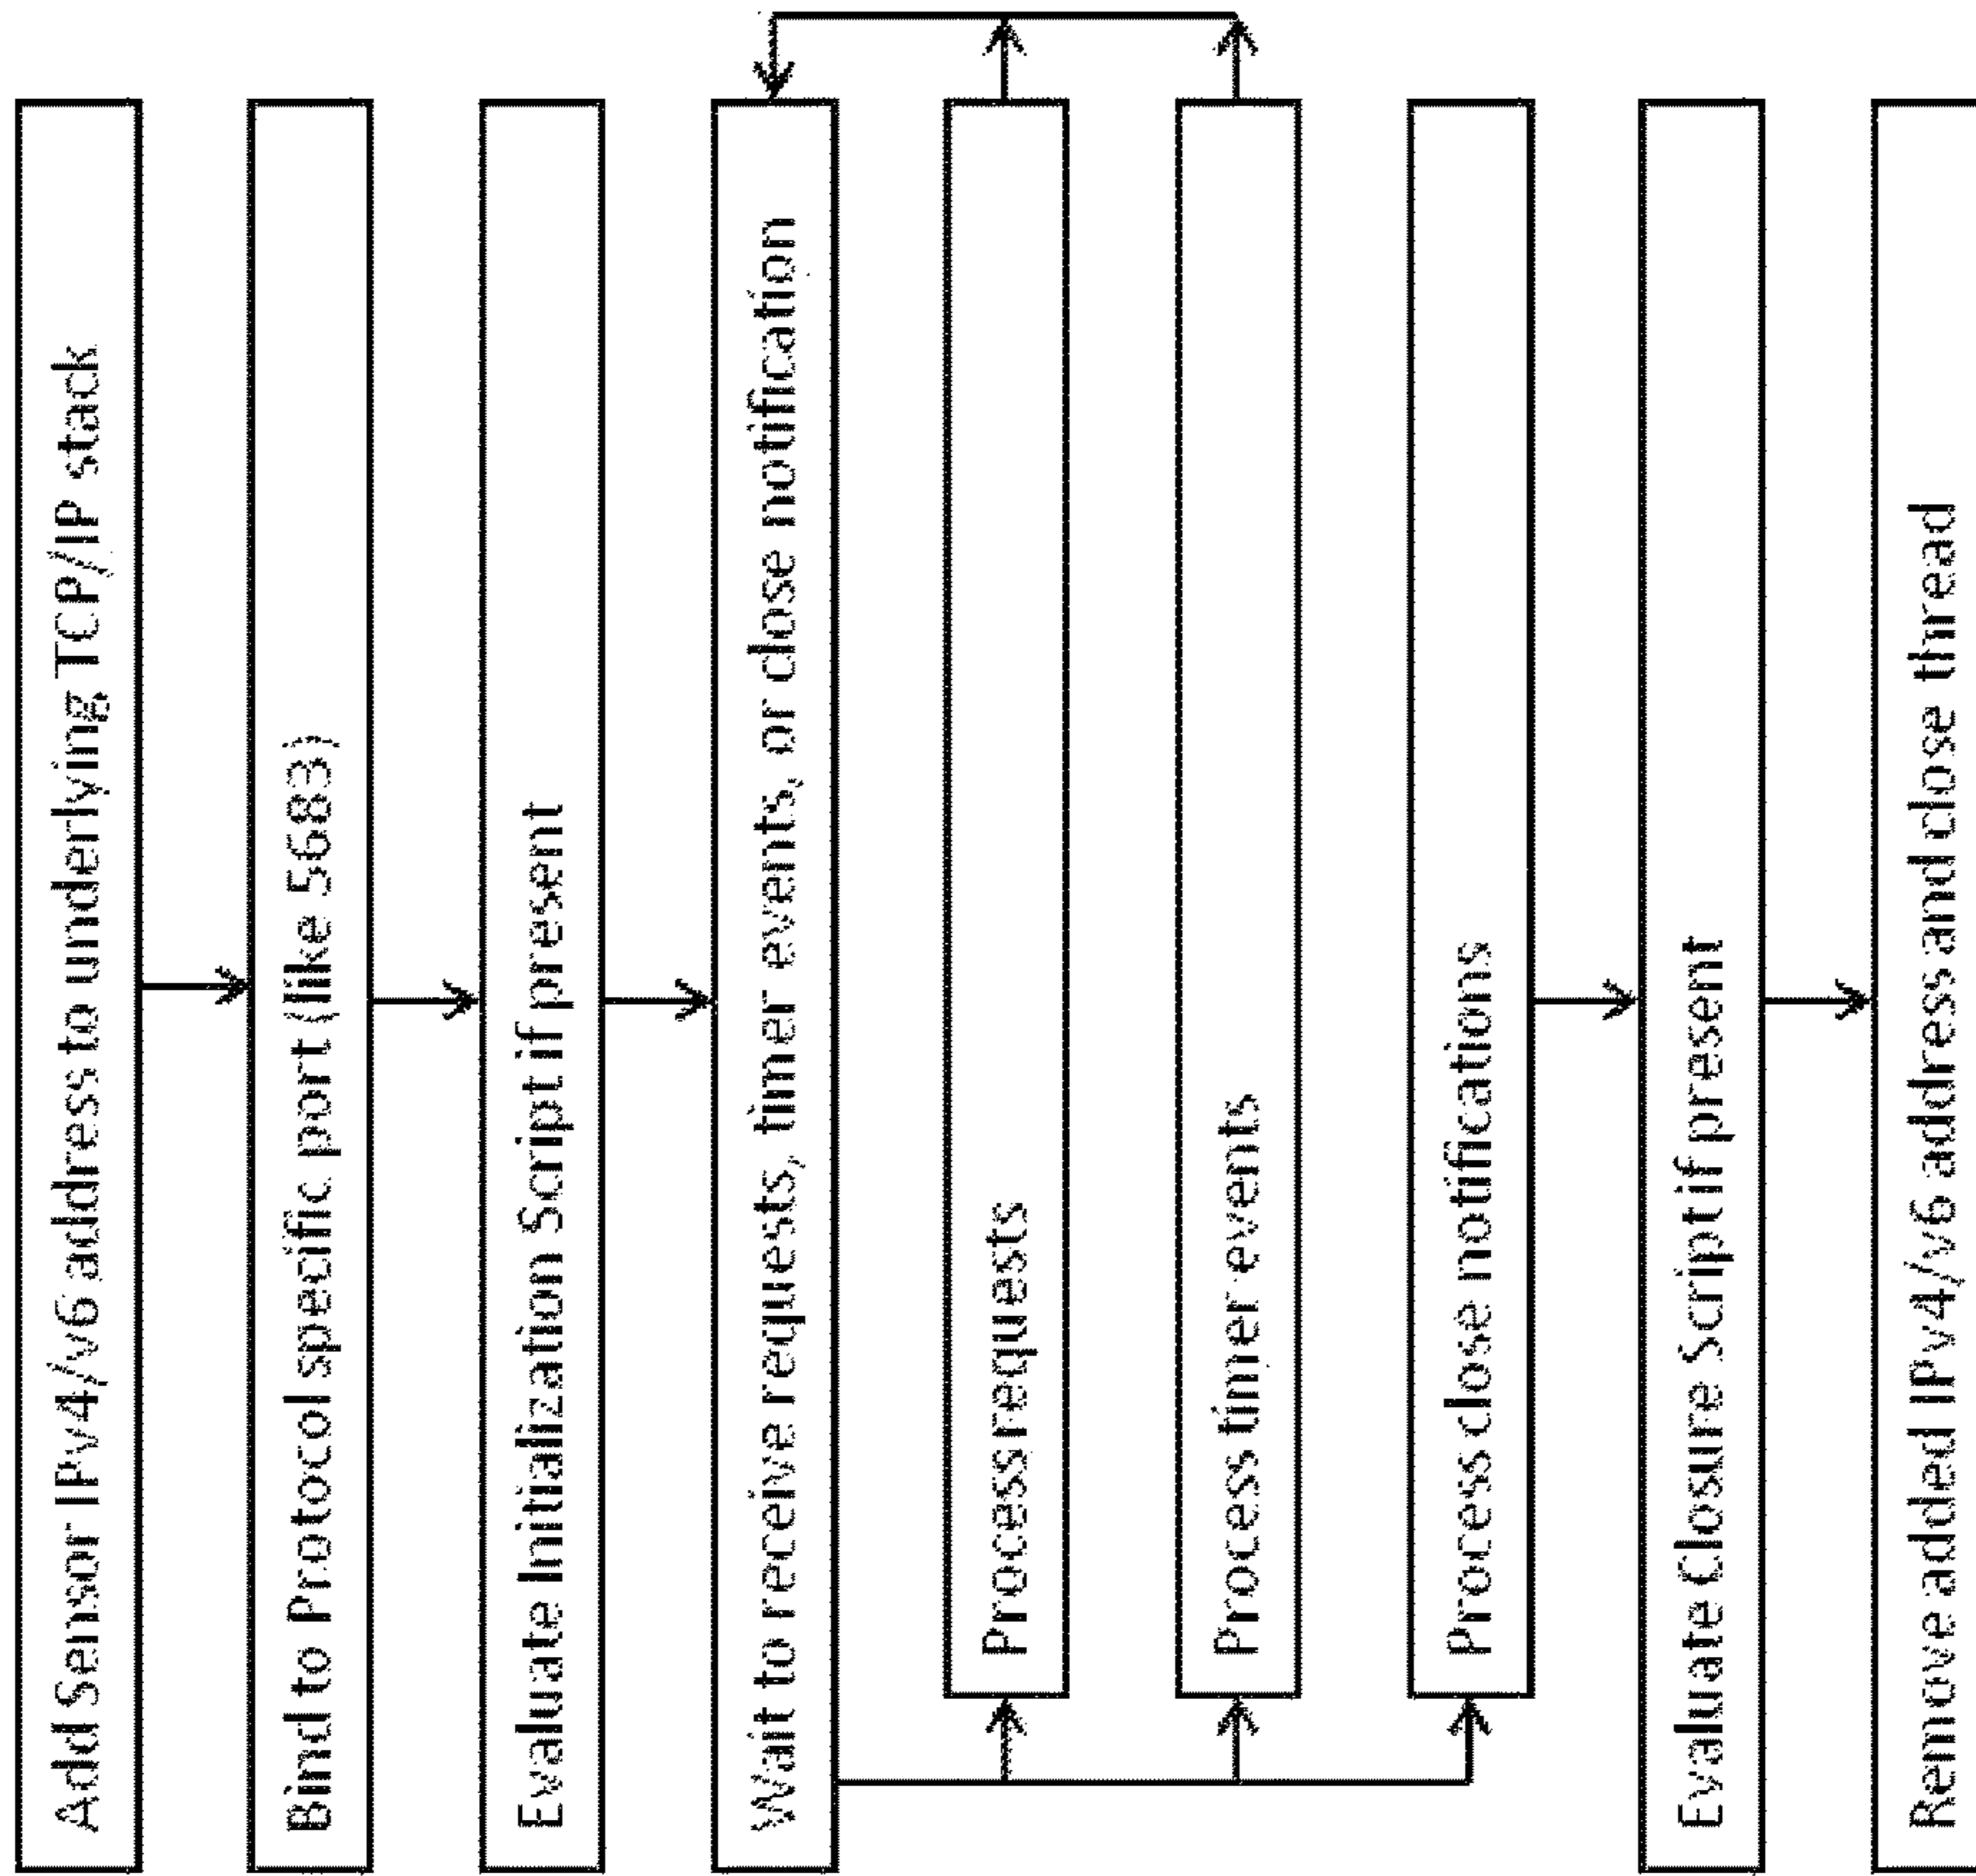 Add Sensor IPv4/v6 address to underlying TCP/IP stack
Bind to Protocol specific port (like 5683)
Evaluate Initialization Script if present
Wait to receive requests, timer events, or close notification
Process requests
Process timer events
Process close notifications
Evaluate Closure Script if present
Remove added IPv4/v6 address and close thread